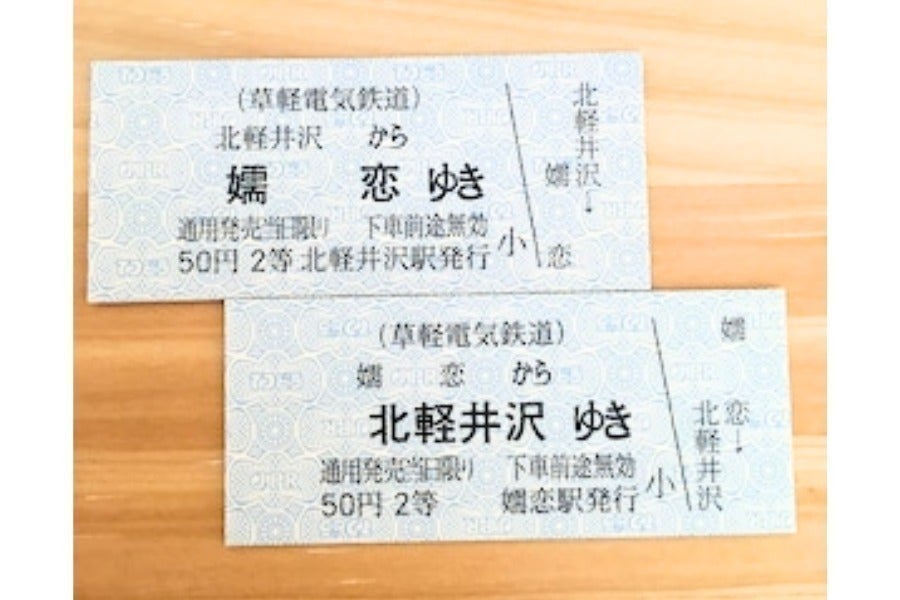 (草軽電気鉄道)
北軽井沢 から
嬬 恋 ゆき
通用発売当日限り 下車前途無効
50円 2等 北軽井沢駅発行
小
北軽井沢→
嬬 恋
(草軽電気鉄道)
嬬 恋 から
北軽井沢 ゆき
通用発売当日限り 下車前途無効
50円 2等 嬬恋駅発行
小
嬬 恋→
北軽井沢